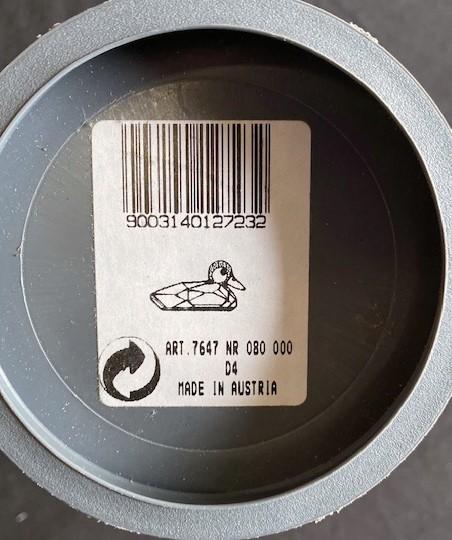 9003140127232
ART.7647 NR 080 000
D4
MADE IN AUSTRIA